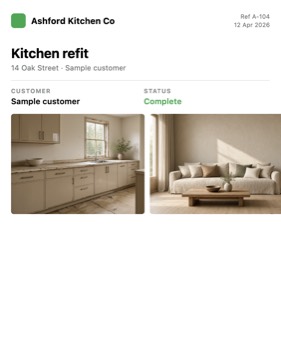 Ashford Kitchen Co
Ref A-104
12 Apr 2026
Kitchen refit
14 Oak Street · Sample customer
CUSTOMER
Sample customer
STATUS
Complete